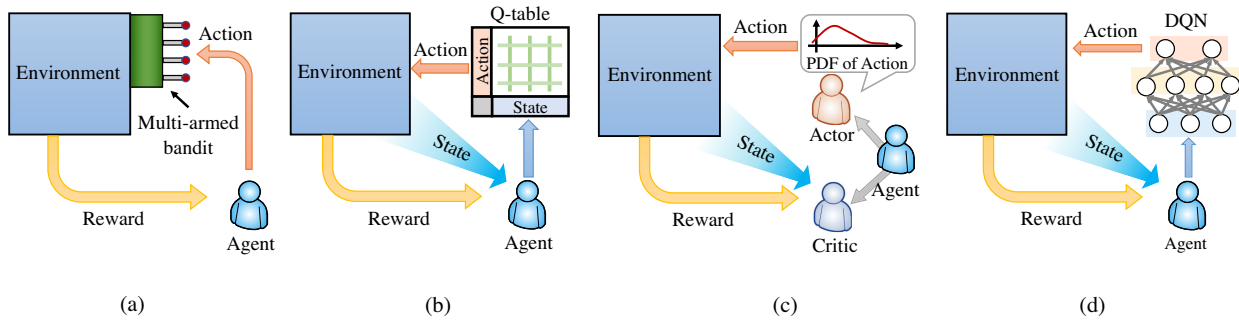 Environment
Action
Multi-armed
bandit
Reward
Agent
(a)
Q-table
Environment
Action
Action
State
State
Reward
Agent
(b)
Environment
Action
PDF of Action
Actor
State
Agent
Reward
Critic
(c)
DQN
Environment
Action
State
Reward
Agent
(d)